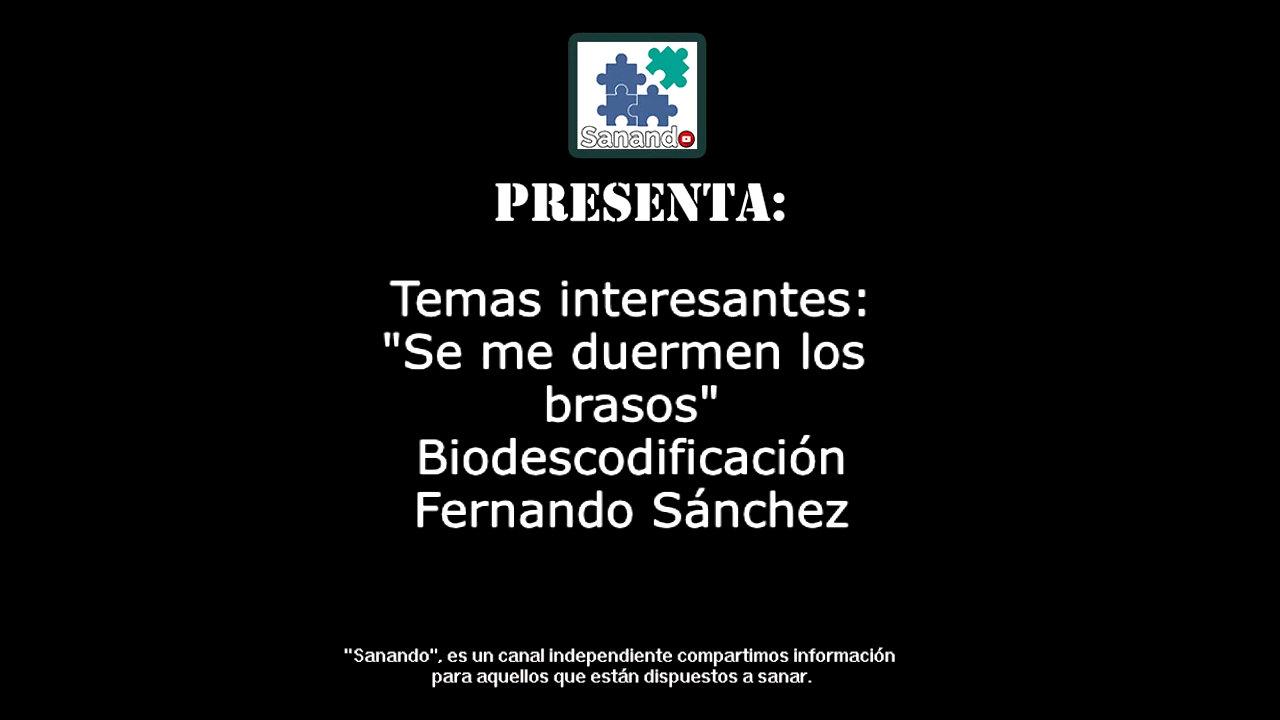 Sanando
PRESENTA:
Temas interesantes:
"Se me duermen los
brasos"
Biodescodificación
Fernando Sánchez
"Sanando", es un canal independiente compartimos información
para aquellos que están dispuestos a sanar.